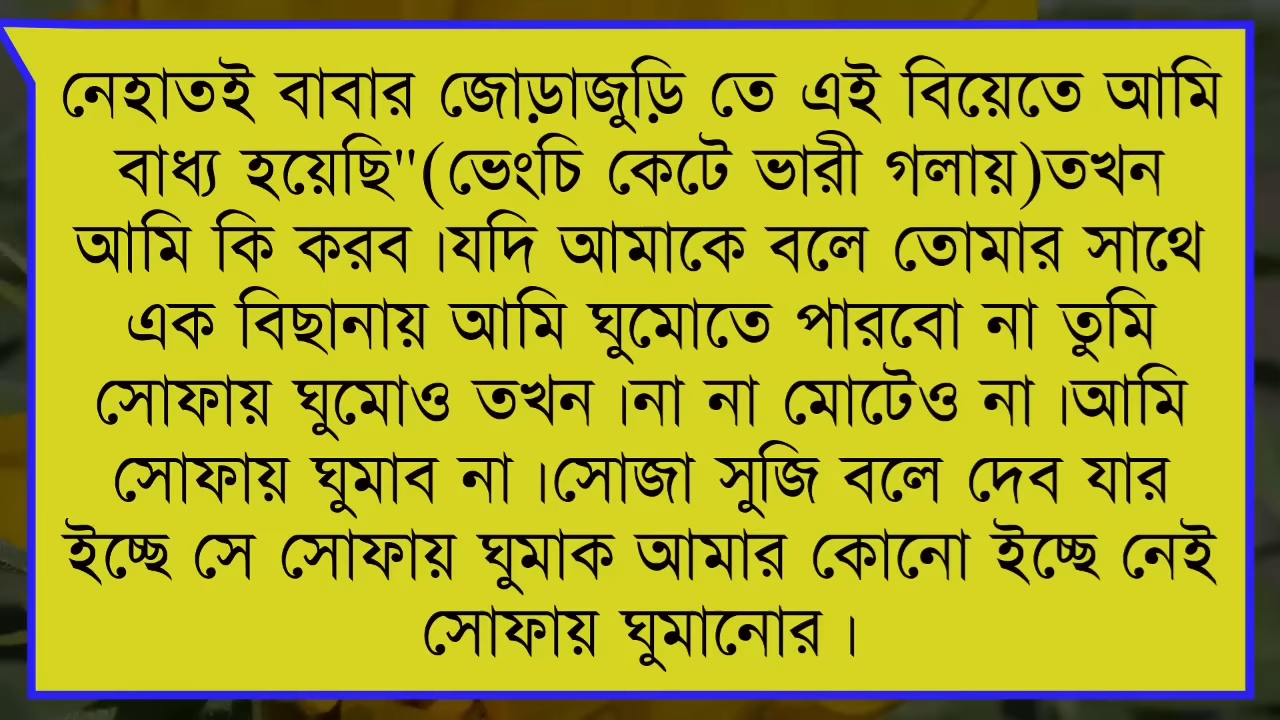 নেহাতই বাবার জোড়াজুড়ি তে এই বিয়েতে আমি
বাধ্য হয়েছি"(ভেংচি কেটে ভারী গলায়)তখন
আমি কি করব।যদি আমাকে বলে তোমার সাথে
এক বিছানায় আমি ঘুমোতে পারবো না তুমি
সোফায় ঘুমোও তখন।না না মোটেও না।আমি
সোফায় ঘুমাব না।সোজা সুজি বলে দেব যার
ইচ্ছে সে সোফায় ঘুমাক আমার কোনো ইচ্ছে নেই
সোফায় ঘুমানোর।